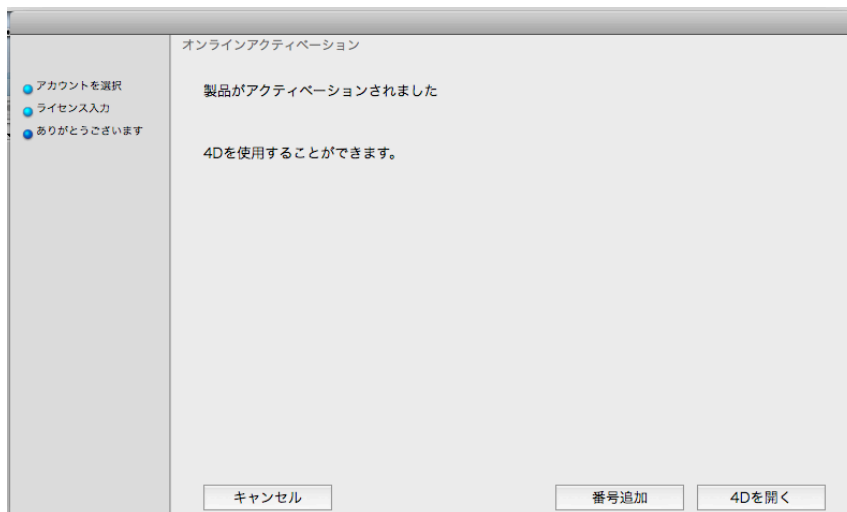 オンラインアクティベーション
アカウントを選択
ライセンス入力
ありがとうございます
製品がアクティベーションされました
4Dを使用することができます。
キャンセル
番号追加
4Dを開く